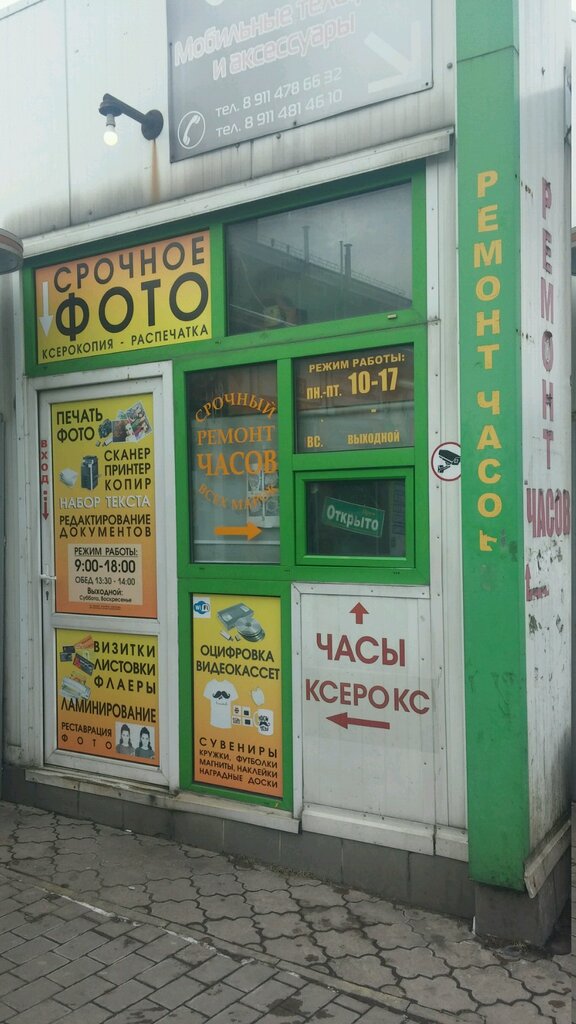 Мобильные
и аксессуары
тел. 8 911 478 66 32
тел. 8 911 481 46 10
СРОЧНОЕ
ФОТО
КСЕРОКОПИЯ - РАСПЕЧАТКА
ВХОД:
ПЕЧАТЬ
ФОТО
СКАНЕР
ПРИНТЕР
КОПИР
НАБОР ТЕКСТА
РЕДАКТИРОВАНИЕ
ДОКУМЕНТОВ
РЕЖИМ РАБОТЫ:
9:00-18:00
ОБЕД 13:30 - 14:00
Выходной:
Суббота, Воскресенье
ВИЗИТКИ
ЛИСТОВКИ
ФЛАЕРЫ
ЛАМИНИРОВАНИЕ
РЕСТАВРАЦИЯ
ФОТО
СРОЧНЫЙ
РЕМОНТ
ЧАСОВ
ВСЕХ МАРОК
РЕЖИМ РАБОТЫ:
ПН.-ПТ. 10-17
-
ВС. ВЫХОДНОЙ
Открыто
WiFi
ОЦИФРОВКА
ВИДЕОКАССЕТ
СУВЕНИРЫ
КРУЖКИ, ФУТБОЛКИ
МАГНИТЫ, НАКЛЕЙКИ
НАГРАДНЫЕ ДОСКИ
ЧАСЫ
КСЕРОКС
РЕМОНТ ЧАСОВ
РЕМОНТ
ЧАСОВ